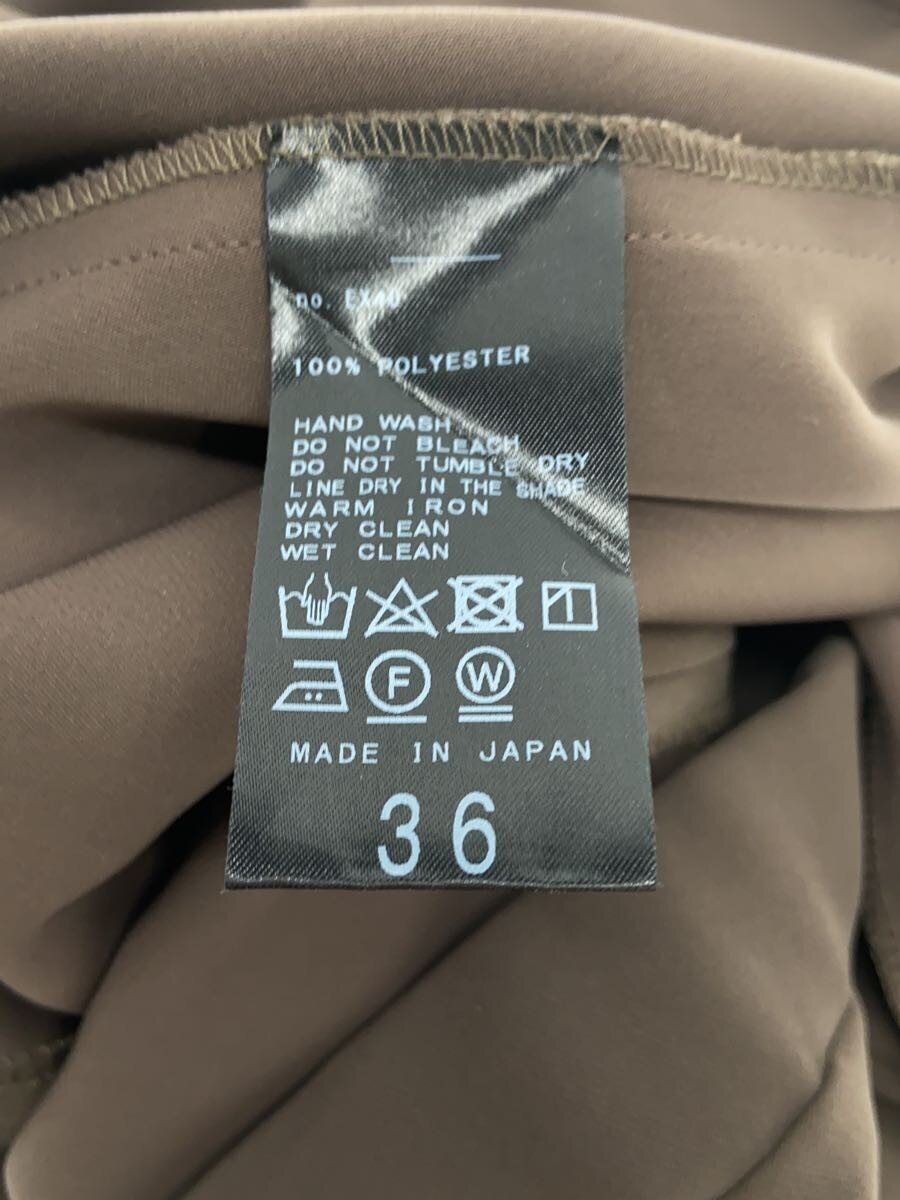 no. EX40
100% POLYESTER
HAND WASH
DO NOT BLEACH
DO NOT TUMBLE DRY
LINE DRY IN THE SHADE
WARM IRON
DRY CLEAN
WET CLEAN
F
W
MADE IN JAPAN
36